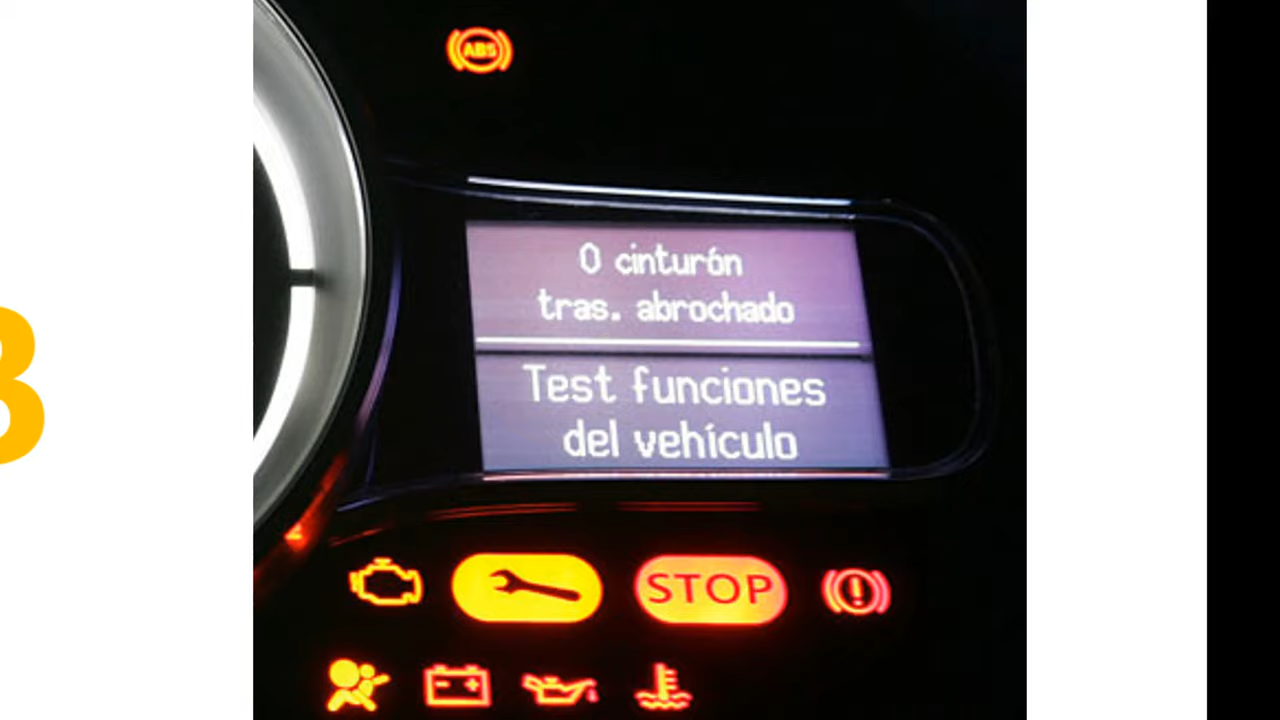 ABS
0 cinturón
tras. abrochado
Test funciones
del vehículo
STOP